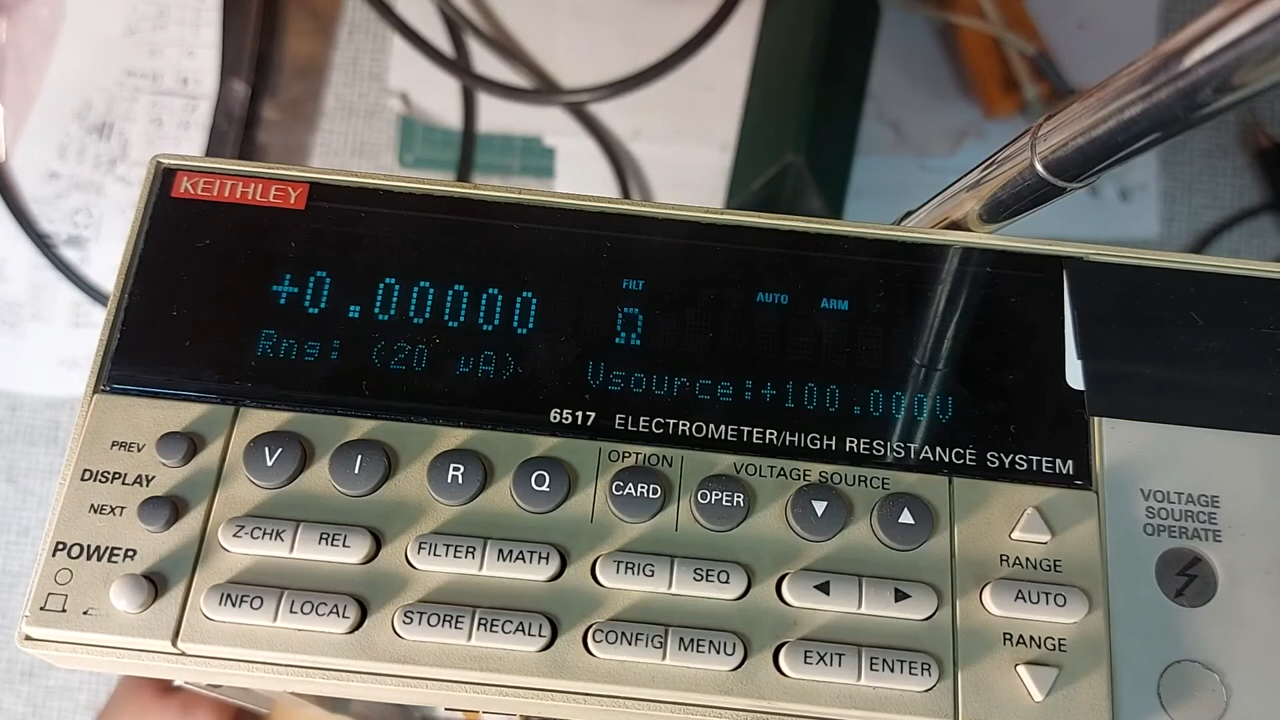 KEITHLEY
FILT
AUTO ARM
+0.00000 Ω
Rng: (20 µA) Vsource:+100.000V
6517 ELECTROMETER/HIGH RESISTANCE SYSTEM
PREV
DISPLAY
NEXT
POWER
V I R Q
OPTION
CARD
VOLTAGE SOURCE
OPER ▼ ▲
Z-CHK REL FILTER MATH TRIG SEQ ◀ ▶
INFO LOCAL STORE RECALL CONFIG MENU EXIT ENTER
RANGE
AUTO
RANGE
VOLTAGE
SOURCE
OPERATE